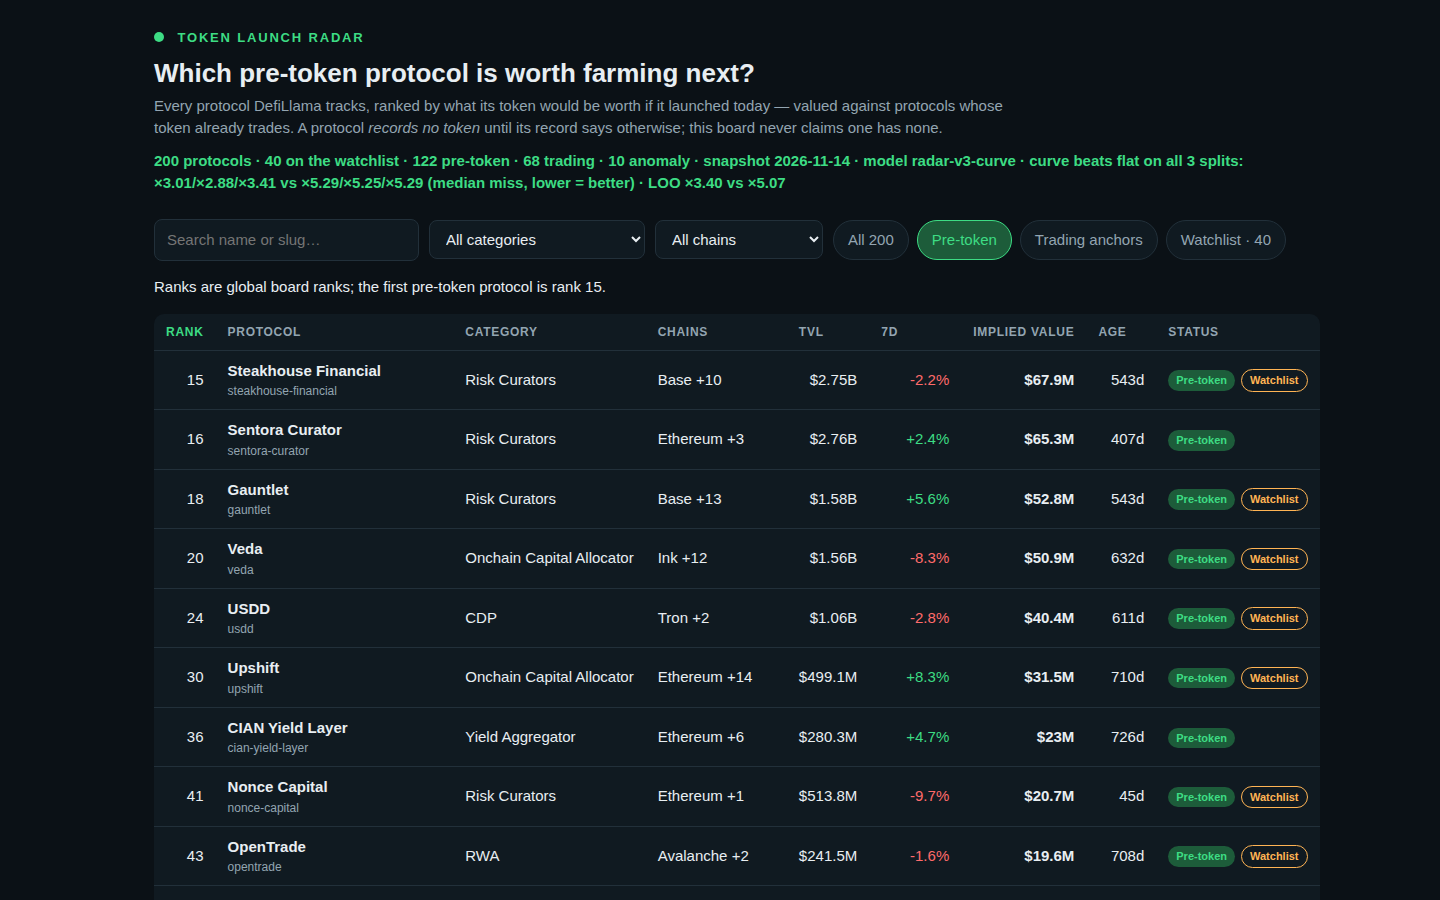 TOKEN LAUNCH RADAR
Which pre-token protocol is worth farming next?
Every protocol DefiLlama tracks, ranked by what its token would be worth if it launched today — valued against protocols whose
token already trades. A protocol records no token until its record says otherwise; this board never claims one has none.
200 protocols · 40 on the watchlist · 122 pre-token · 68 trading · 10 anomaly · snapshot 2026-11-14 · model radar-v3-curve · curve beats flat on all 3 splits:
×3.01/×2.88/×3.41 vs ×5.29/×5.25/×5.29 (median miss, lower = better) · LOO ×3.40 vs ×5.07
Search name or slug… All categories All chains All 200 Pre-token Trading anchors Watchlist · 40
Ranks are global board ranks; the first pre-token protocol is rank 15.
RANK PROTOCOL CATEGORY CHAINS TVL 7D IMPLIED VALUE AGE STATUS
15 Steakhouse Financial Risk Curators Base +10 $2.75B -2.2% $67.9M 543d Pre-token Watchlist
steakhouse-financial
16 Sentora Curator Risk Curators Ethereum +3 $2.76B +2.4% $65.3M 407d Pre-token
sentora-curator
18 Gauntlet Risk Curators Base +13 $1.58B +5.6% $52.8M 543d Pre-token Watchlist
gauntlet
20 Veda Onchain Capital Allocator Ink +12 $1.56B -8.3% $50.9M 632d Pre-token Watchlist
veda
24 USDD CDP Tron +2 $1.06B -2.8% $40.4M 611d Pre-token Watchlist
usdd
30 Upshift Onchain Capital Allocator Ethereum +14 $499.1M +8.3% $31.5M 710d Pre-token Watchlist
upshift
36 CIAN Yield Layer Yield Aggregator Ethereum +6 $280.3M +4.7% $23M 726d Pre-token
cian-yield-layer
41 Nonce Capital Risk Curators Ethereum +1 $513.8M -9.7% $20.7M 45d Pre-token Watchlist
nonce-capital
43 OpenTrade RWA Avalanche +2 $241.5M -1.6% $19.6M 708d Pre-token Watchlist
opentrade